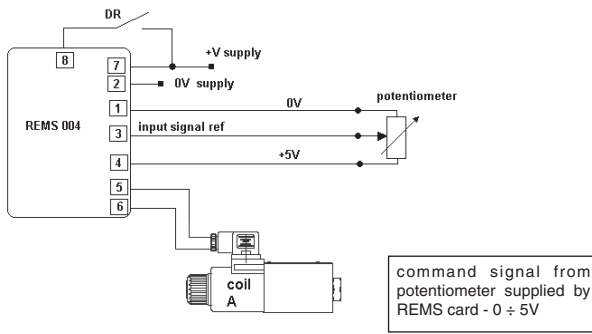 DR
8
+V supply
7
0V supply
2
1
0V
potentiometer
REMS 004
3
input signal ref
4
+5V
5
6
coil
A
command signal from
potentiometer supplied by
REMS card - 0 ÷ 5V